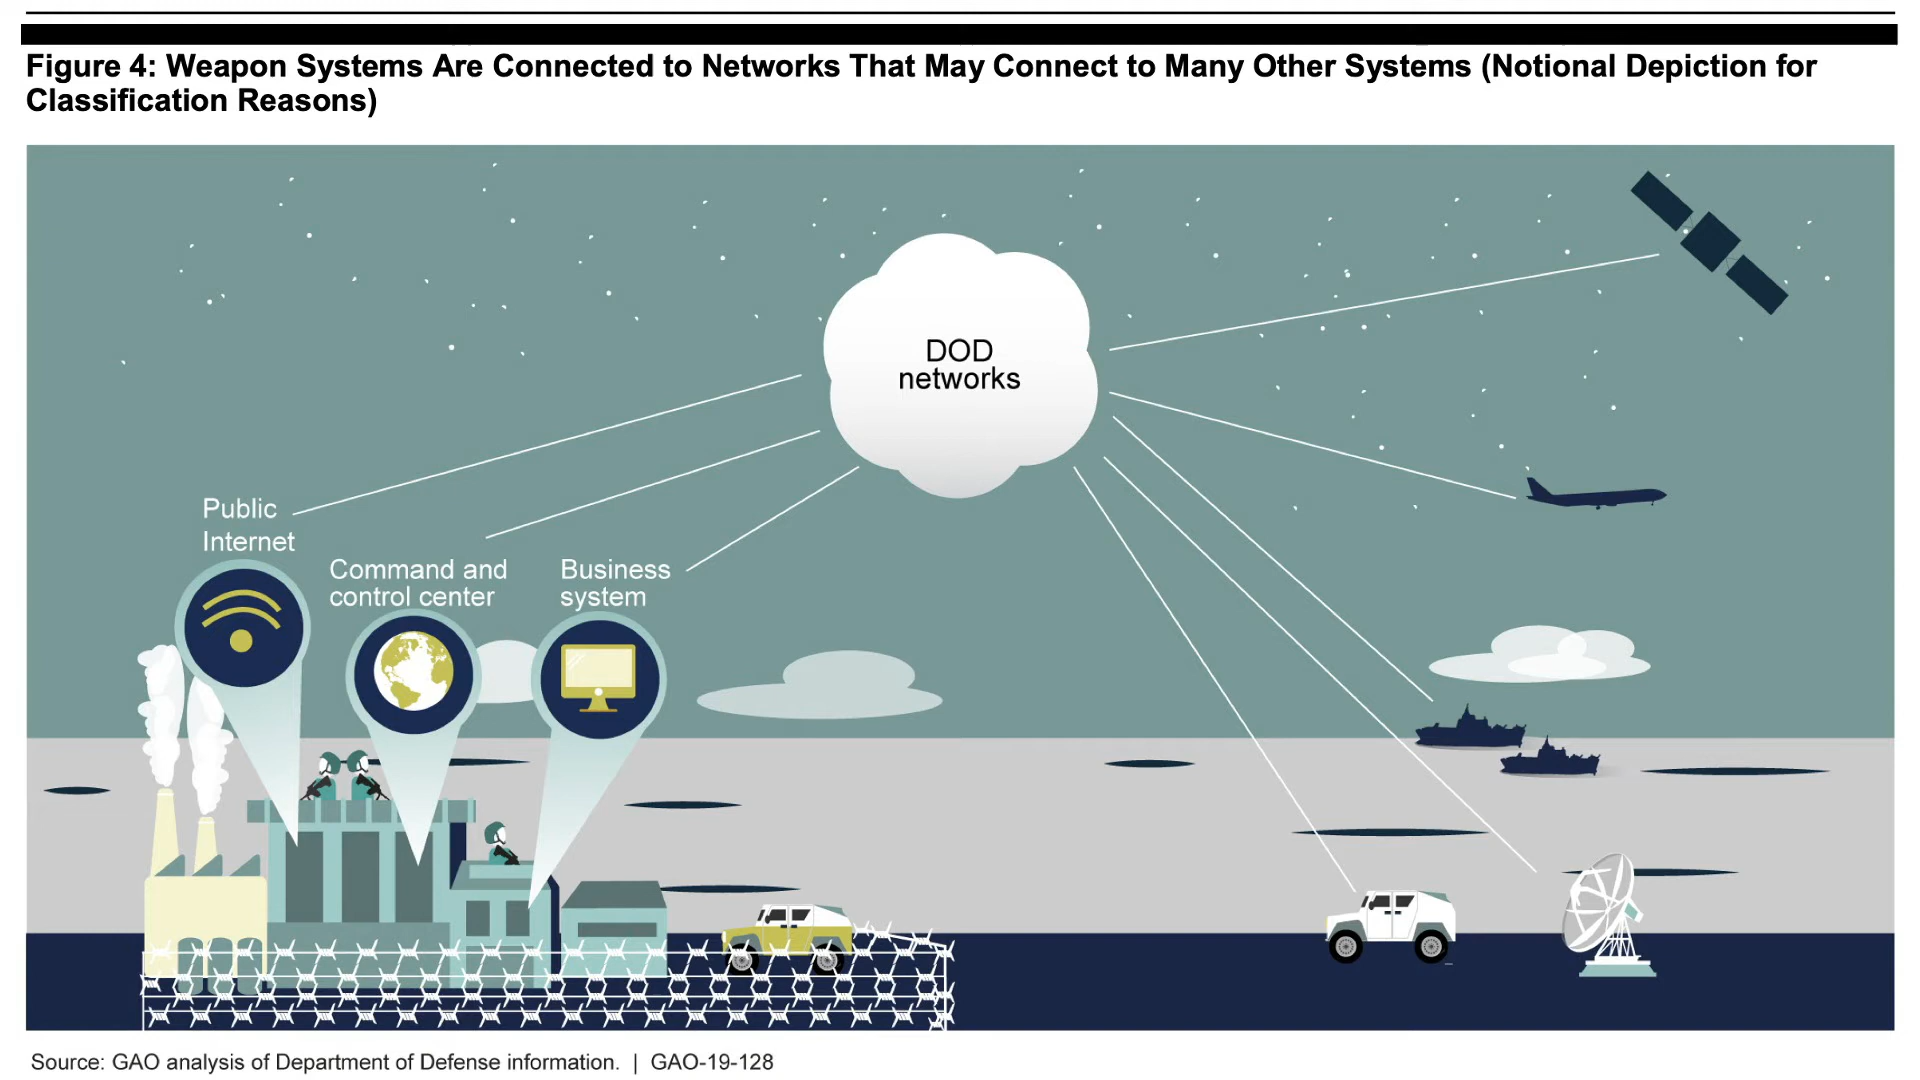 Figure 4: Weapon Systems Are Connected to Networks That May Connect to Many Other Systems (Notional Depiction for
Classification Reasons)
DOD
networks
Public
Internet
Command and
control center
Business
system
Source: GAO analysis of Department of Defense information. | GAO-19-128